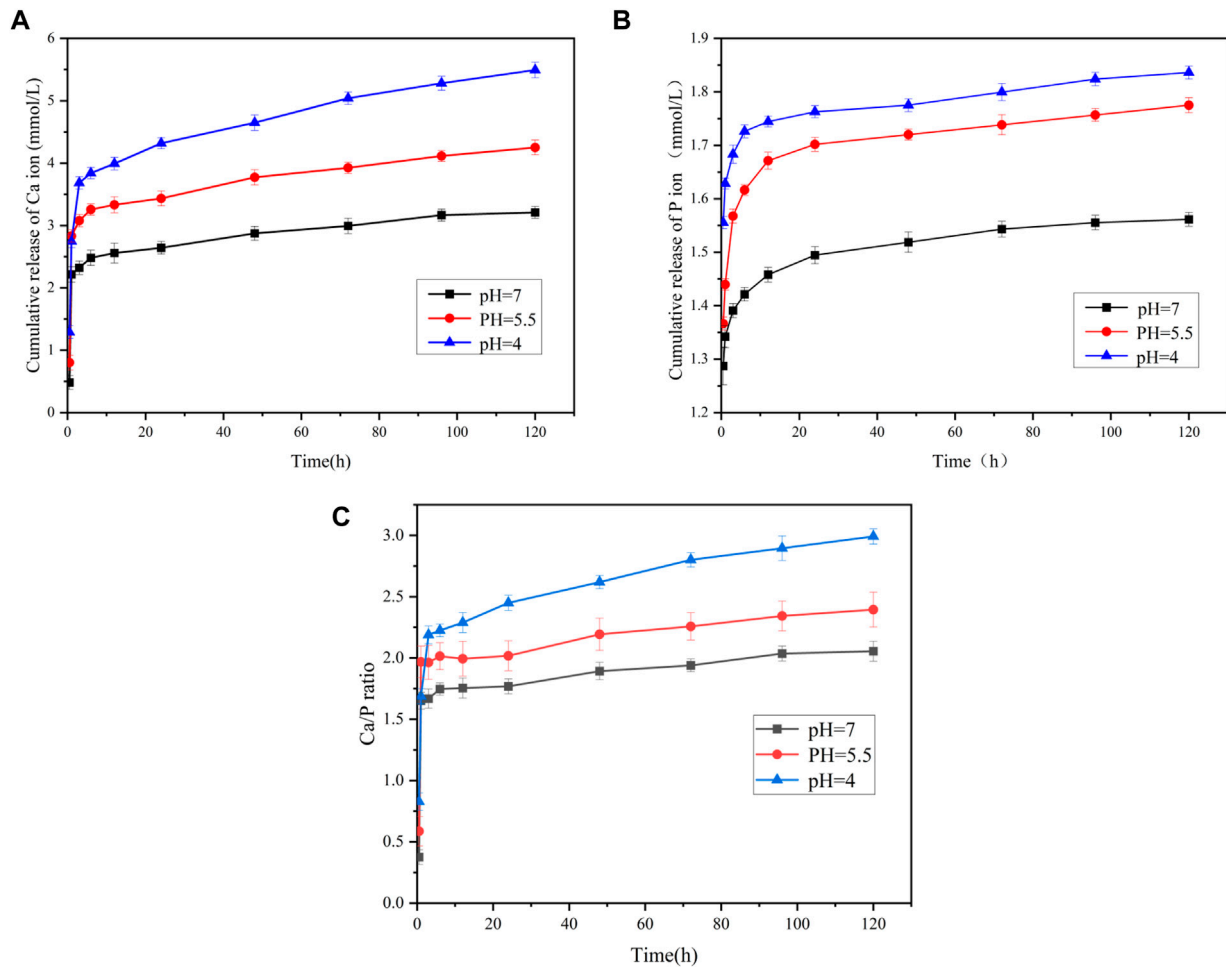 A
Cumulative release of Ca ion (mmol/L)
6
5
4
3
2
1
0
0 20 40 60 80 100 120
Time(h)
pH=7
PH=5.5
pH=4
B
Cumulative release of P ion（mmol/L）
1.9
1.8
1.7
1.6
1.5
1.4
1.3
1.2
0 20 40 60 80 100 120
Time（h）
pH=7
PH=5.5
pH=4
C
Ca/P ratio
3.0
2.5
2.0
1.5
1.0
0.5
0.0
0 20 40 60 80 100 120
Time(h)
pH=7
PH=5.5
pH=4